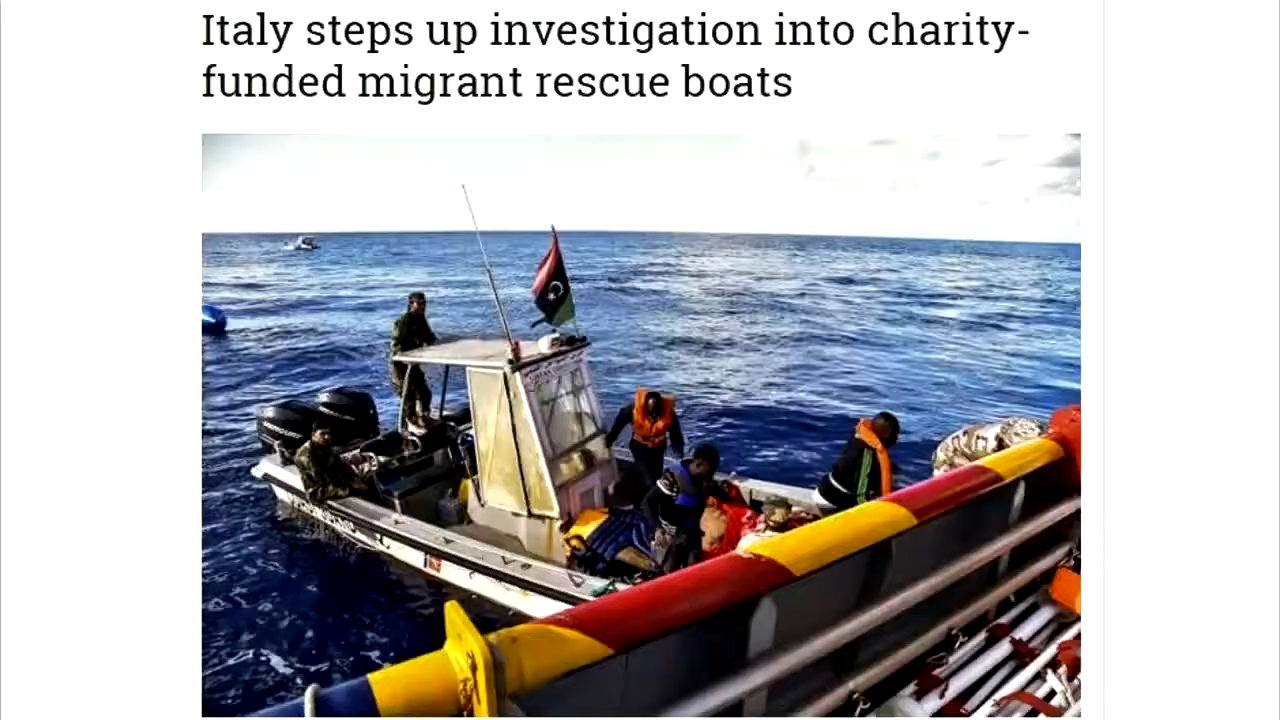 Italy steps up investigation into charity-
funded migrant rescue boats